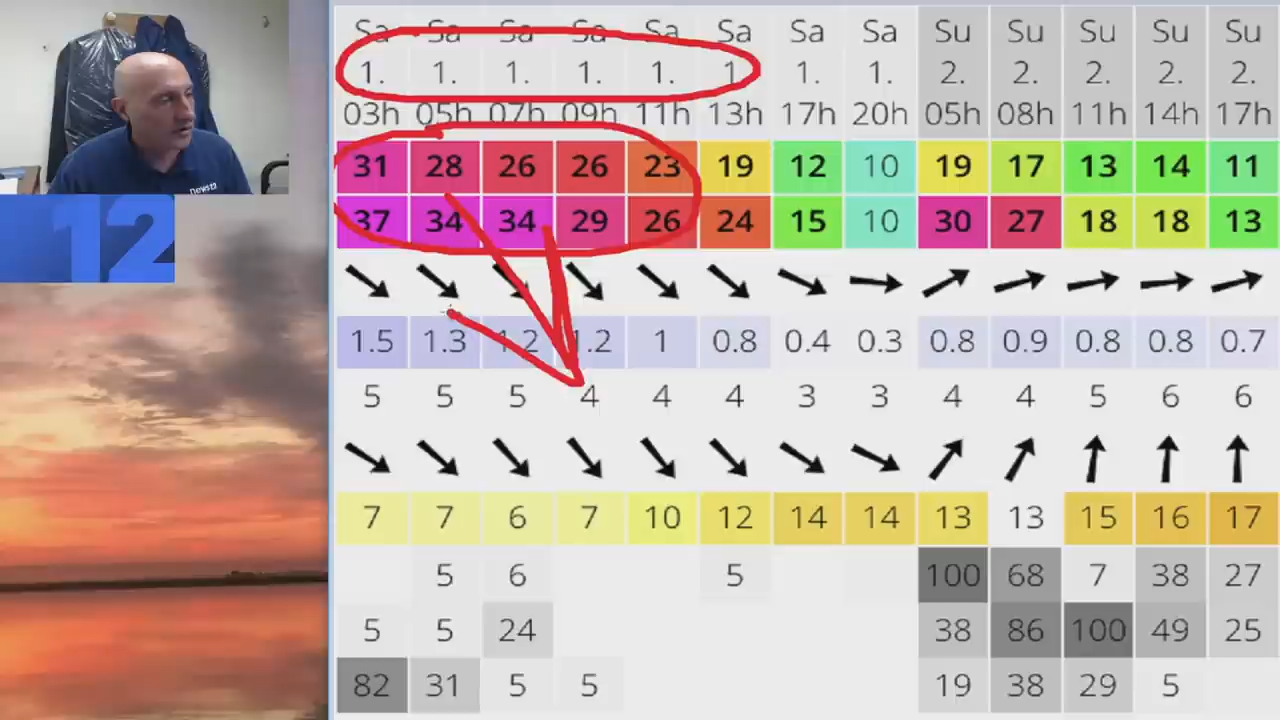 Sa Sa Sa Sa Sa Sa Sa Sa Su Su Su Su Su
1. 1. 1. 1. 1. 1. 1. 1. 2. 2. 2. 2. 2.
03h 05h 07h 09h 11h 13h 17h 20h 05h 08h 11h 14h 17h
31 28 26 26 23 19 12 10 19 17 13 14 11
37 34 34 29 26 24 15 10 30 27 18 18 13
12
1.5 1.3 1.2 1.2 1 0.8 0.4 0.3 0.8 0.9 0.8 0.8 0.7
5 5 5 4 4 4 3 3 4 4 5 6 6
7 7 6 7 10 12 14 14 13 13 15 16 17
5 6 5 100 68 7 38 27
5 5 24 38 86 100 49 25
82 31 5 5 19 38 29 5